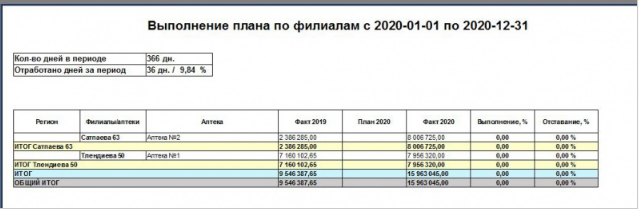 Выполнение плана по филиалам с 2020-01-01 по 2020-12-31
Кол-во дней в периоде 366 дн.
Отработано дней за период 36 дн. / 9,84 %
Регион Филиалы/аптеки Аптека Факт 2019 План 2020 Факт 2020 Выполнение, % Отставание, %
Сатпаева 63 Аптека №2 2 386 285,00 8 006 725,00 0,00 0,00 %
ИТОГ Сатпаева 63 2 386 285,00 8 006 725,00 0,00 0,00 %
Тлендиева 50 Аптека №1 7 160 102,65 7 956 320,00 0,00 0,00 %
ИТОГ Тлендиева 50 7 160 102,65 7 956 320,00 0,00 0,00 %
ИТОГ 9 546 387,65 15 963 045,00 0,00 0,00 %
ОБЩИЙ ИТОГ 9 546 387,65 15 963 045,00 0,00 0,00 %